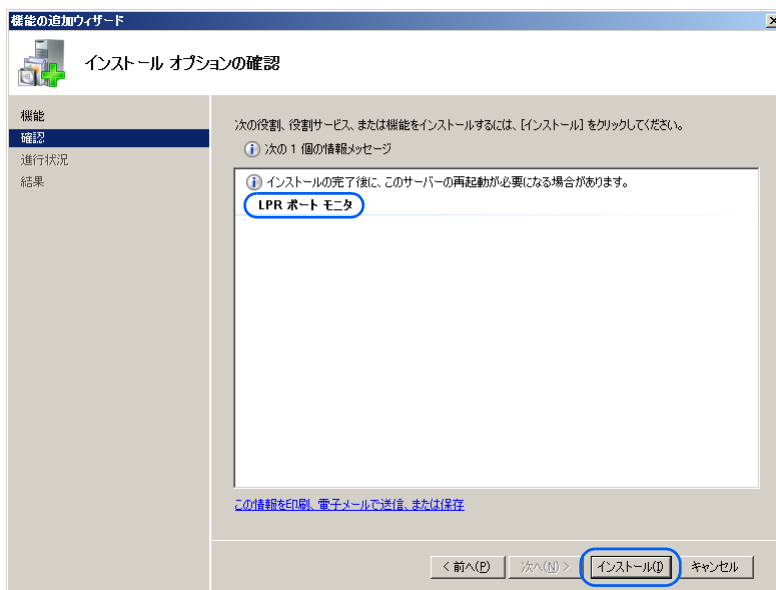 機能の追加ウィザード
インストール オプションの確認
機能
確認
進行状況
結果
次の役割、役割サービス、または機能をインストールするには、[インストール] をクリックしてください。
次の 1 個の情報メッセージ
インストールの完了後に、このサーバーの再起動が必要になる場合があります。
LPR ポート モニタ
この情報を印刷、電子メールで送信、または保存
< 前へ(P)
次へ(N) >
インストール(I)
キャンセル